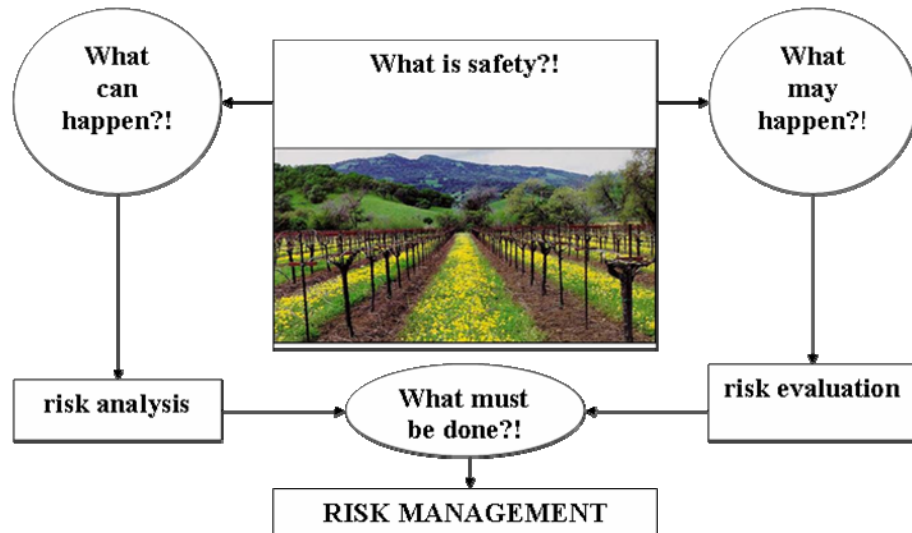 What is safety?!
What
can
happen?!
What
may
happen?!
risk analysis
What must
be done?!
risk evaluation
RISK MANAGEMENT